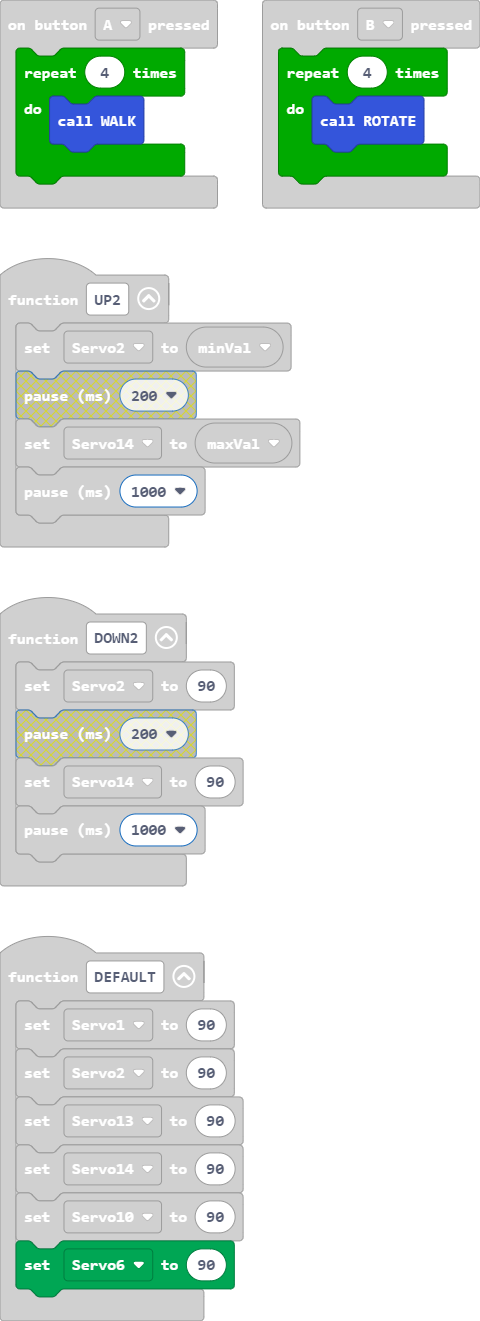 on button A pressed
repeat 4 times
do
call WALK
on button B pressed
repeat 4 times
do
call ROTATE
function UP2
set Servo2 to minVal
pause (ms) 200
set Servo14 to maxVal
pause (ms) 1000
function DOWN2
set Servo2 to 90
pause (ms) 200
set Servo14 to 90
pause (ms) 1000
function DEFAULT
set Servo1 to 90
set Servo2 to 90
set Servo13 to 90
set Servo14 to 90
set Servo10 to 90
set Servo6 to 90